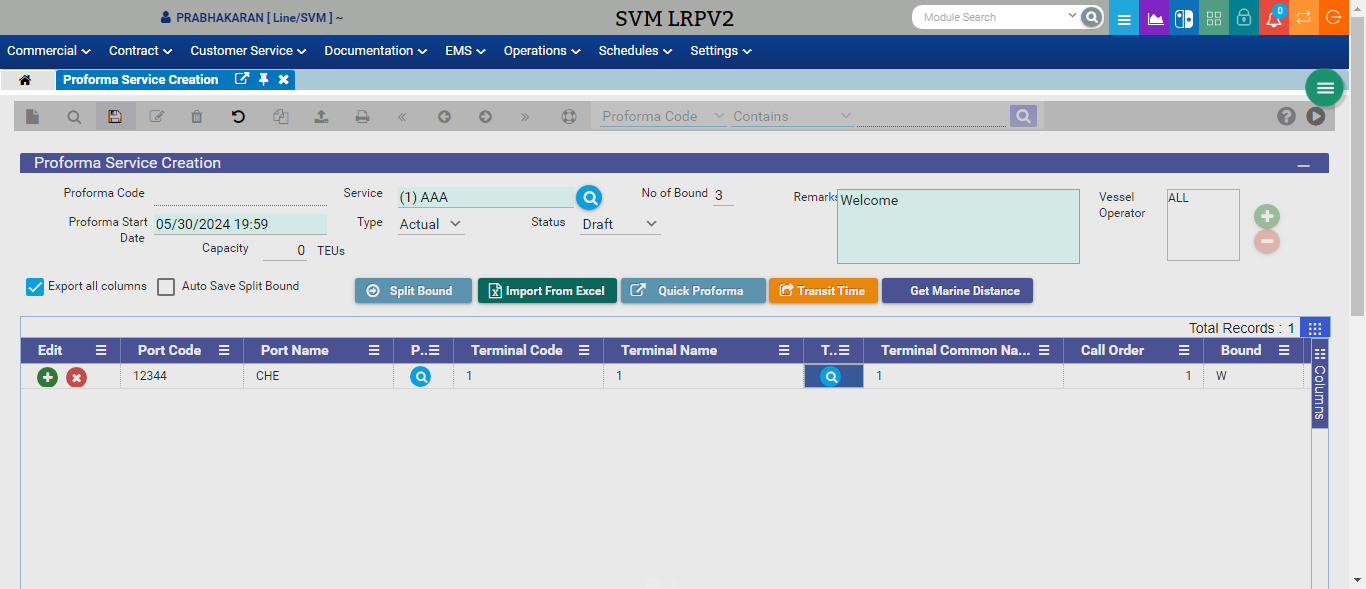 PRABHAKARAN [ Line/SVM ] ~
SVM LRPV2
Module Search
0
Commercial Contract Customer Service Documentation EMS Operations Schedules Settings
Proforma Service Creation
Proforma Code Contains
Proforma Service Creation
Proforma Code Service (1) AAA No of Bound 3 Remarks Welcome Vessel Operator ALL
Proforma Start Date 05/30/2024 19:59 Type Actual Status Draft
Capacity 0 TEUs
Export all columns Auto Save Split Bound Split Bound Import From Excel Quick Proforma Transit Time Get Marine Distance
Total Records : 1
Edit Port Code Port Name P.. Terminal Code Terminal Name T.. Terminal Common Na... Call Order Bound
12344 CHE 1 1 1 1 W
Columns